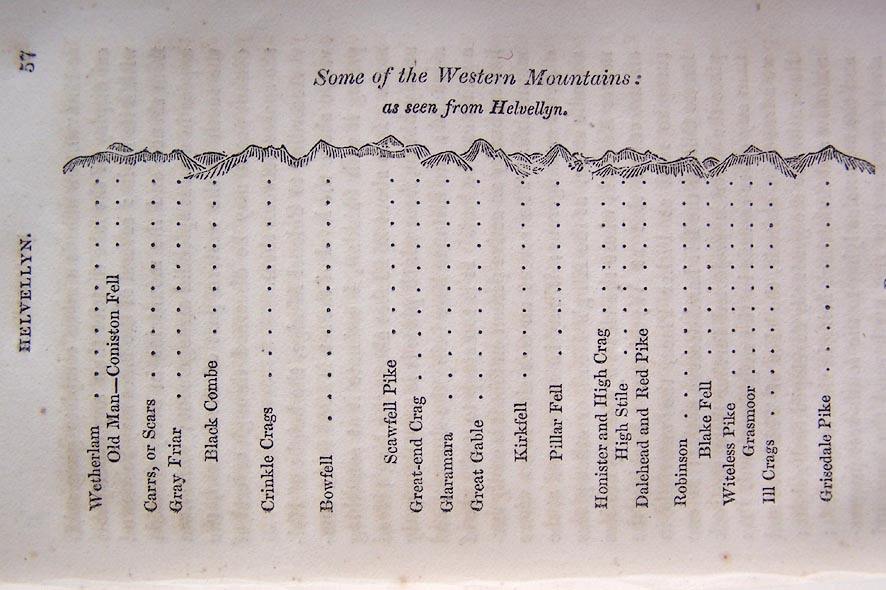 57
HELVELLYN.
Some of the Western Mountains:
as seen from Helvellyn.
Wetherlam
Old Man—Coniston Fell
Carrs, or Scars
Gray Friar
Black Combe
Crinkle Crags
Bowfell
Scawfell Pike
Great-end Crag
Glaramara
Great Gable
Kirkfell
Pillar Fell
Honister and High Crag
High Stile
Dalehead and Red Pike
Robinson
Blake Fell
Witeless Pike
Grasmoor
Ill Crags
Grisedale Pike